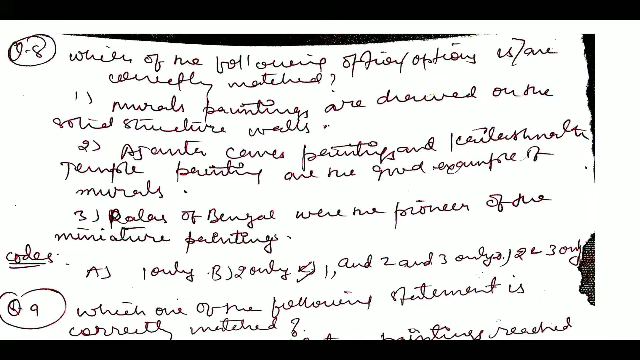 Q.8 which of the following option/options is/are
correctly matched?
1) murals paintings are drawed on the
solid structure walls.
2) Ajanta caves paintings and Kailashnath
Temple painting are the good example of
murals.
3) Palas of Bengal were the pioneer of the
miniature paintings.
codes
A) 1 only B) 2 only C) 1, and 2 and 3 only D) 2 & 3 only
Q 9 which one of the following statement is
correctly matched?
paintings reached